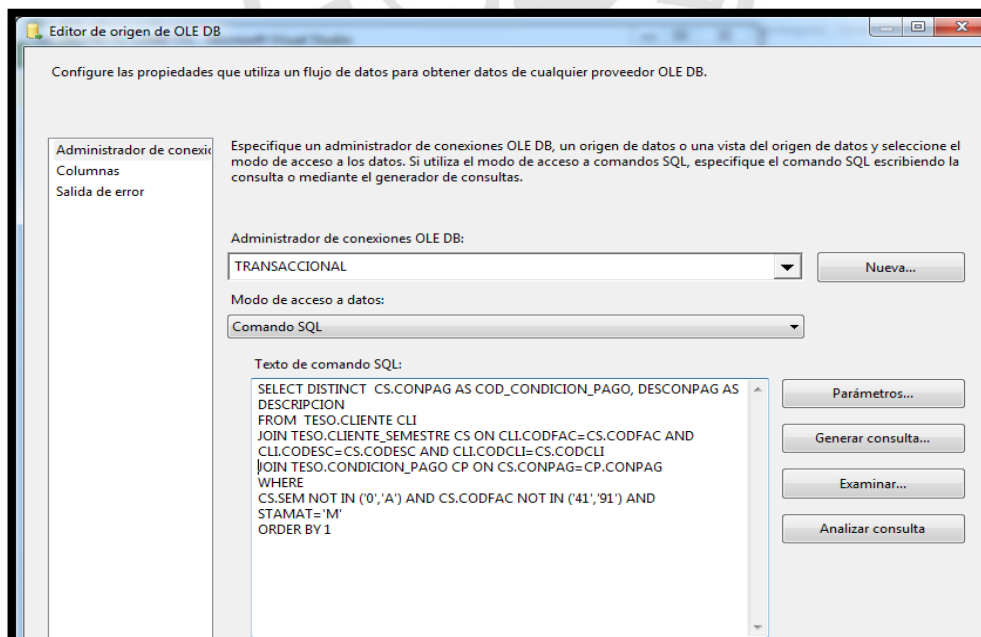 Editor de origen de OLE DB
Configure las propiedades que utiliza un flujo de datos para obtener datos de cualquier proveedor OLE DB.
Administrador de conexic
Columnas
Salida de error
Especifique un administrador de conexiones OLE DB, un origen de datos o una vista del origen de datos y seleccione el
modo de acceso a los datos. Si utiliza el modo de acceso a comandos SQL, especifique el comando SQL escribiendo la
consulta o mediante el generador de consultas.
Administrador de conexiones OLE DB:
TRANSACCIONAL
Nueva...
Modo de acceso a datos:
Comando SQL
Texto de comando SQL:
SELECT DISTINCT  CS.CONPAG AS COD_CONDICION_PAGO, DESCONPAG AS
DESCRIPCION
FROM  TESO.CLIENTE CLI
JOIN TESO.CLIENTE_SEMESTRE CS ON CLI.CODFAC=CS.CODFAC AND
CLI.CODESC=CS.CODESC AND CLI.CODCLI=CS.CODCLI
JOIN TESO.CONDICION_PAGO CP ON CS.CONPAG=CP.CONPAG
WHERE
CS.SEM NOT IN ('0','A') AND CS.CODFAC NOT IN ('41','91') AND
STAMAT='M'
ORDER BY 1
Parámetros...
Generar consulta...
Examinar...
Analizar consulta